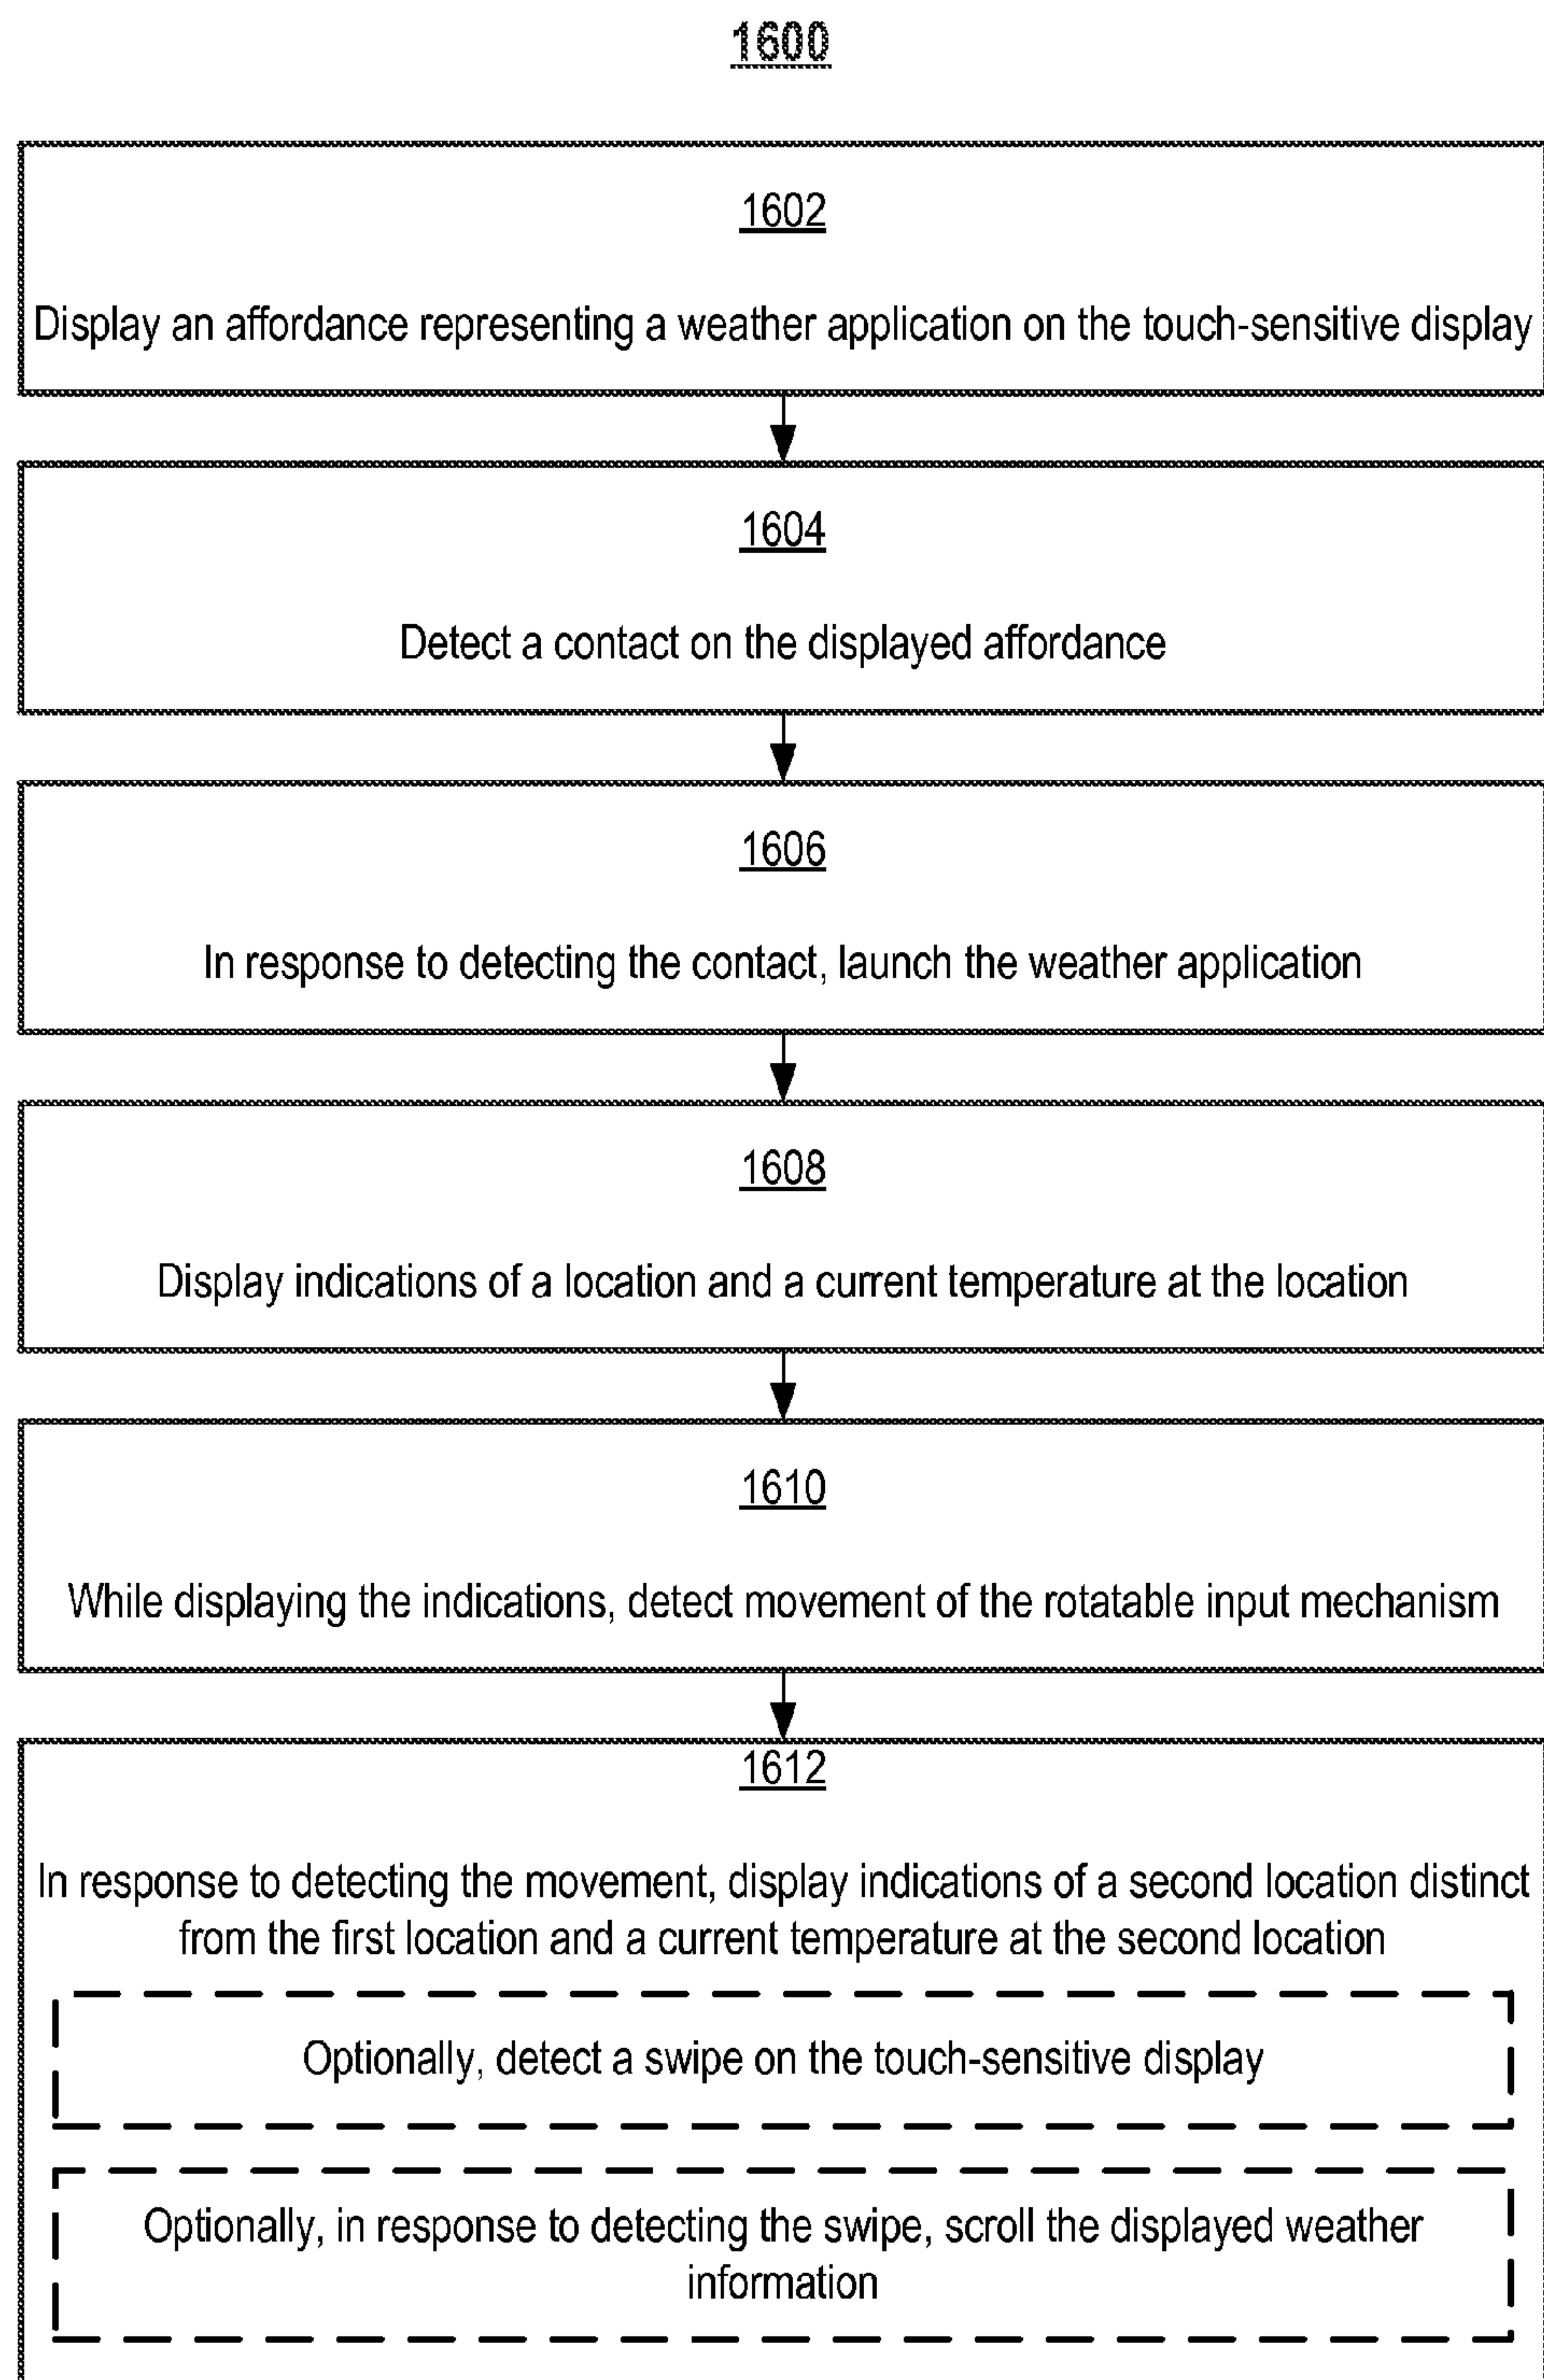 1600
1602
Display an affordance representing a weather application on the touch-sensitive display
1604
Detect a contact on the displayed affordance
1606
In response to detecting the contact, launch the weather application
1608
Display indications of a location and a current temperature at the location
1610
While displaying the indications, detect movement of the rotatable input mechanism
1612
In response to detecting the movement, display indications of a second location distinct
from the first location and a current temperature at the second location
Optionally, detect a swipe on the touch-sensitive display
Optionally, in response to detecting the swipe, scroll the displayed weather
information